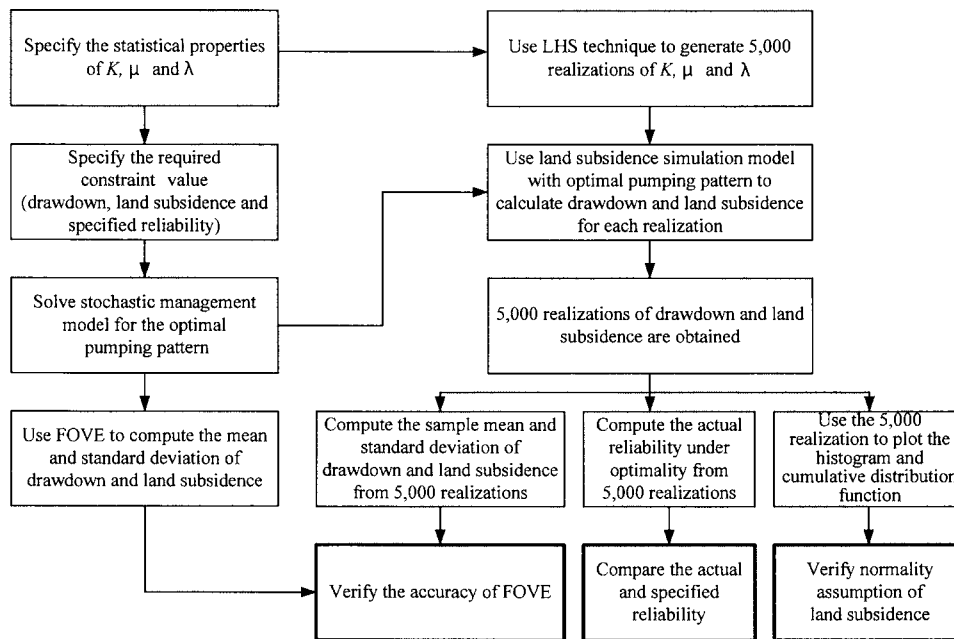 Specify the statistical properties
of K, μ and λ
Use LHS technique to generate 5,000
realizations of K, μ and λ
Specify the required
constraint value
(drawdown, land subsidence and
specified reliability)
Use land subsidence simulation model
with optimal pumping pattern to
calculate drawdown and land subsidence
for each realization
Solve stochastic management
model for the optimal
pumping pattern
5,000 realizations of drawdown and land
subsidence are obtained
Use FOVE to compute the mean
and standard deviation of
drawdown and land subsidence
Compute the sample mean and
standard deviation of
drawdown and land subsidence
from 5,000 realizations
Compute the actual
reliability under
optimality from
5,000 realizations
Use the 5,000
realization to plot the
histogram and
cumulative distribution
function
Verify the accuracy of FOVE
Compare the actual
and specified
reliability
Verify normality
assumption of
land subsidence